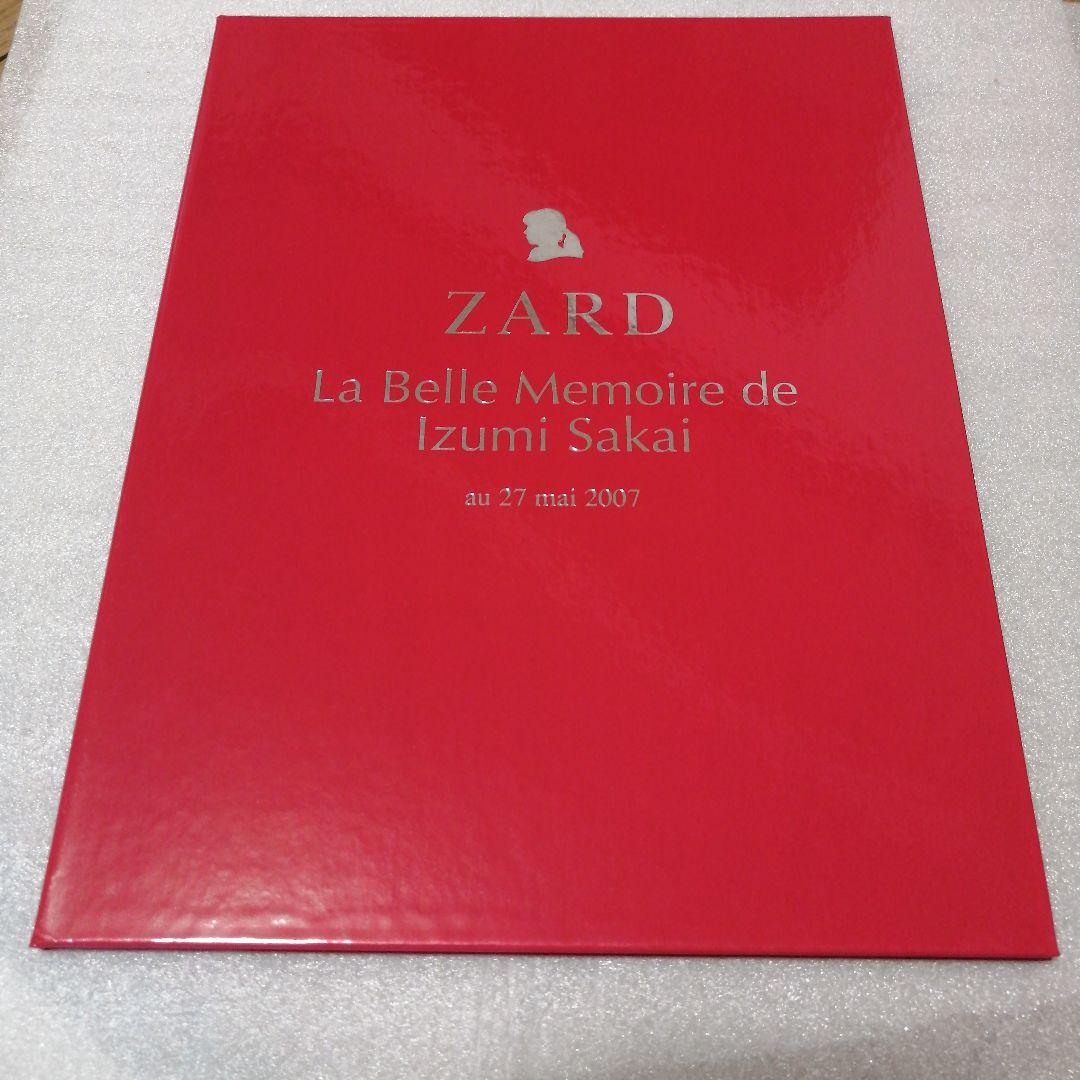 ZARD
La Belle Memoire de
Izumi Sakai
au 27 mai 2007